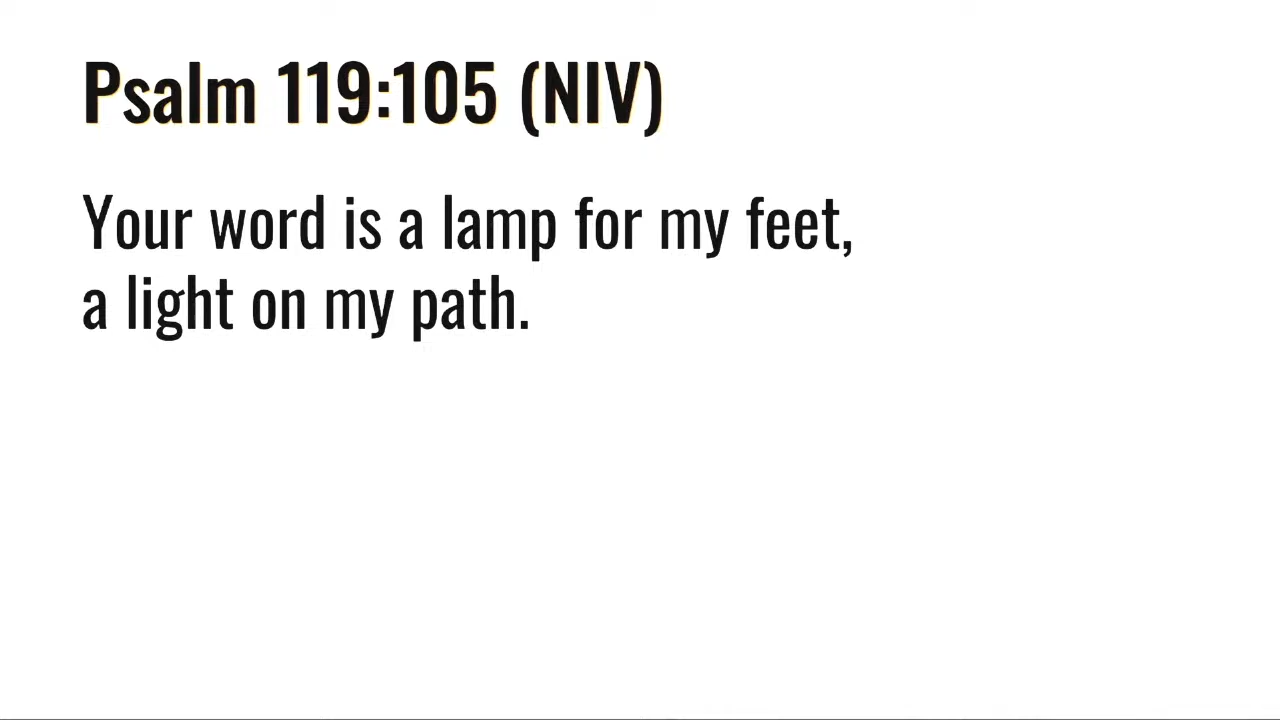 Psalm 119:105 (NIV)
Your word is a lamp for my feet,
a light on my path.